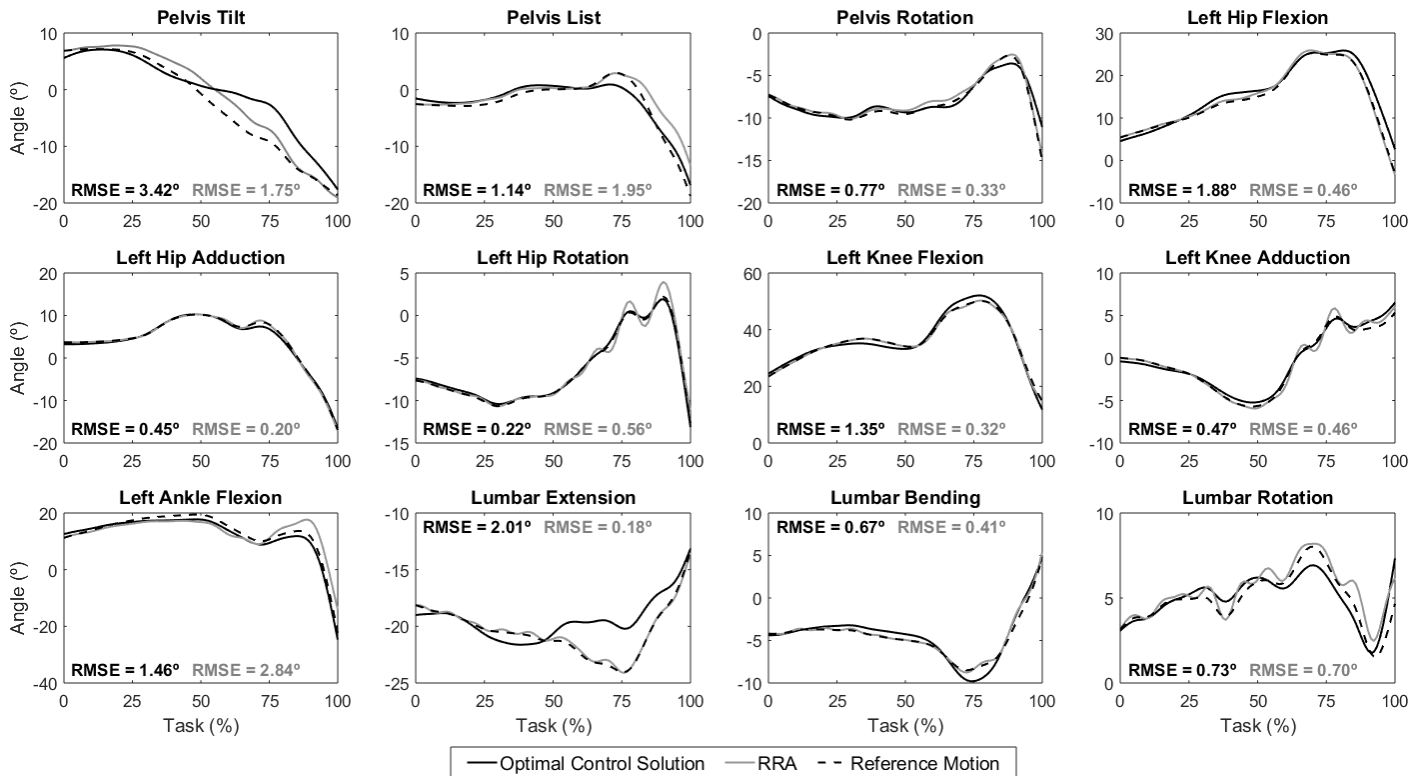 Pelvis Tilt
Angle (º)
10
0
-10
-20
RMSE = 3.42º RMSE = 1.75º
0 25 50 75 100
Pelvis List
10
0
-10
-20
RMSE = 1.14º RMSE = 1.95º
0 25 50 75 100
Pelvis Rotation
0
-5
-10
-15
-20
RMSE = 0.77º RMSE = 0.33º
0 25 50 75 100
Left Hip Flexion
30
20
10
0
-10
RMSE = 1.88º RMSE = 0.46º
0 25 50 75 100
Left Hip Adduction
Angle (º)
20
10
0
-10
-20
RMSE = 0.45º RMSE = 0.20º
0 25 50 75 100
Left Hip Rotation
5
0
-5
-10
-15
RMSE = 0.22º RMSE = 0.56º
0 25 50 75 100
Left Knee Flexion
60
40
20
0
RMSE = 1.35º RMSE = 0.32º
0 25 50 75 100
Left Knee Adduction
10
5
0
-5
-10
RMSE = 0.47º RMSE = 0.46º
0 25 50 75 100
Left Ankle Flexion
Angle (º)
20
0
-20
-40
RMSE = 1.46º RMSE = 2.84º
0 25 50 75 100
Task (%)
Lumbar Extension
-10
RMSE = 2.01º RMSE = 0.18º
-15
-20
-25
0 25 50 75 100
Task (%)
Lumbar Bending
10
RMSE = 0.67º RMSE = 0.41º
5
0
-5
-10
0 25 50 75 100
Task (%)
Lumbar Rotation
10
5
0
RMSE = 0.73º RMSE = 0.70º
0 25 50 75 100
Task (%)
Optimal Control Solution RRA Reference Motion